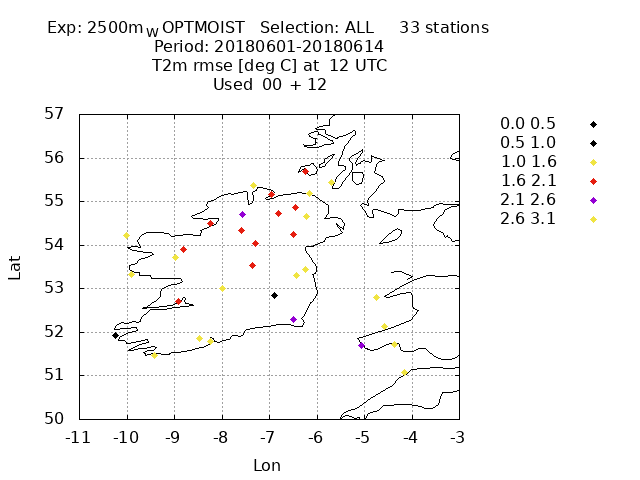 Exp: 2500mWOPTMOIST   Selection: ALL     33 stations
Period: 20180601-20180614
T2m rmse [deg C] at  12 UTC
Used  00 + 12
57
56
55
54
53
52
51
50
Lat
-11 -10 -9 -8 -7 -6 -5 -4 -3
Lon
0.0 0.5
0.5 1.0
1.0 1.6
1.6 2.1
2.1 2.6
2.6 3.1